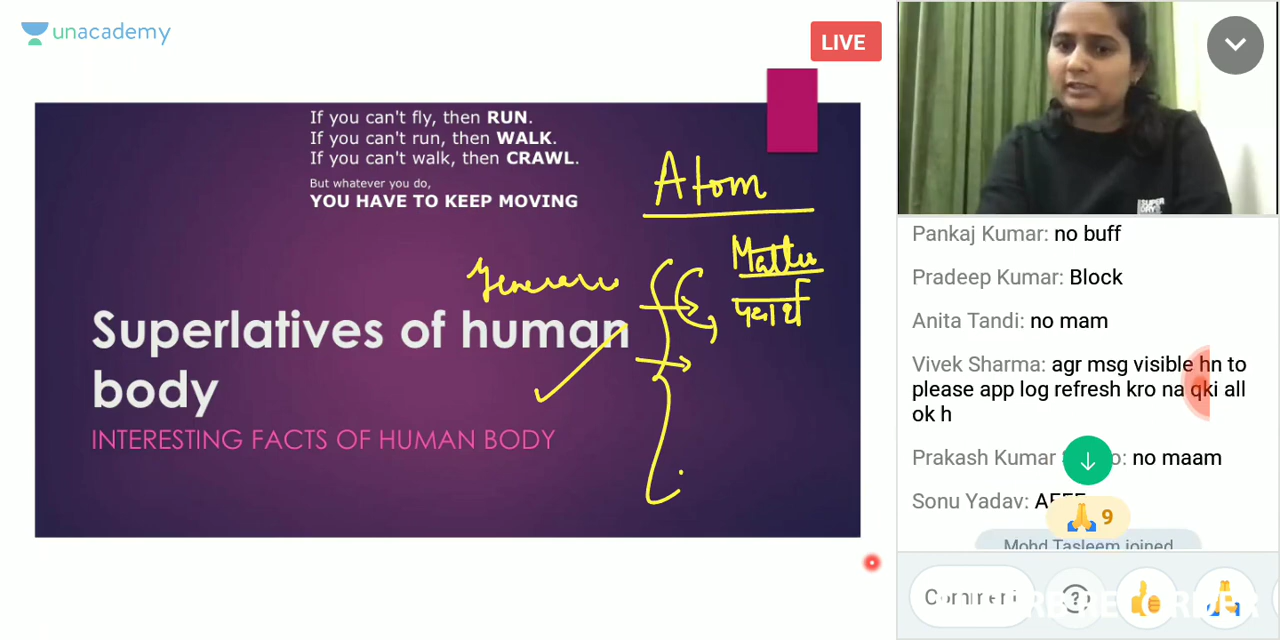 unacademy
LIVE
If you can't fly, then RUN.
If you can't run, then WALK.
If you can't walk, then CRAWL.
But whatever you do,
YOU HAVE TO KEEP MOVING
Atom
Matter
पदार्थ
Superlatives of human
body
INTERESTING FACTS OF HUMAN BODY
SUPER
DRY
Pankaj Kumar: no buff
Pradeep Kumar: Block
Anita Tandi: no mam
Vivek Sharma: agr msg visible hn to
please app log refresh kro na qki all
ok h
Prakash Kumar no maam
Sonu Yadav:
9
Mohd Tasleem joined
Comment
RECORDER